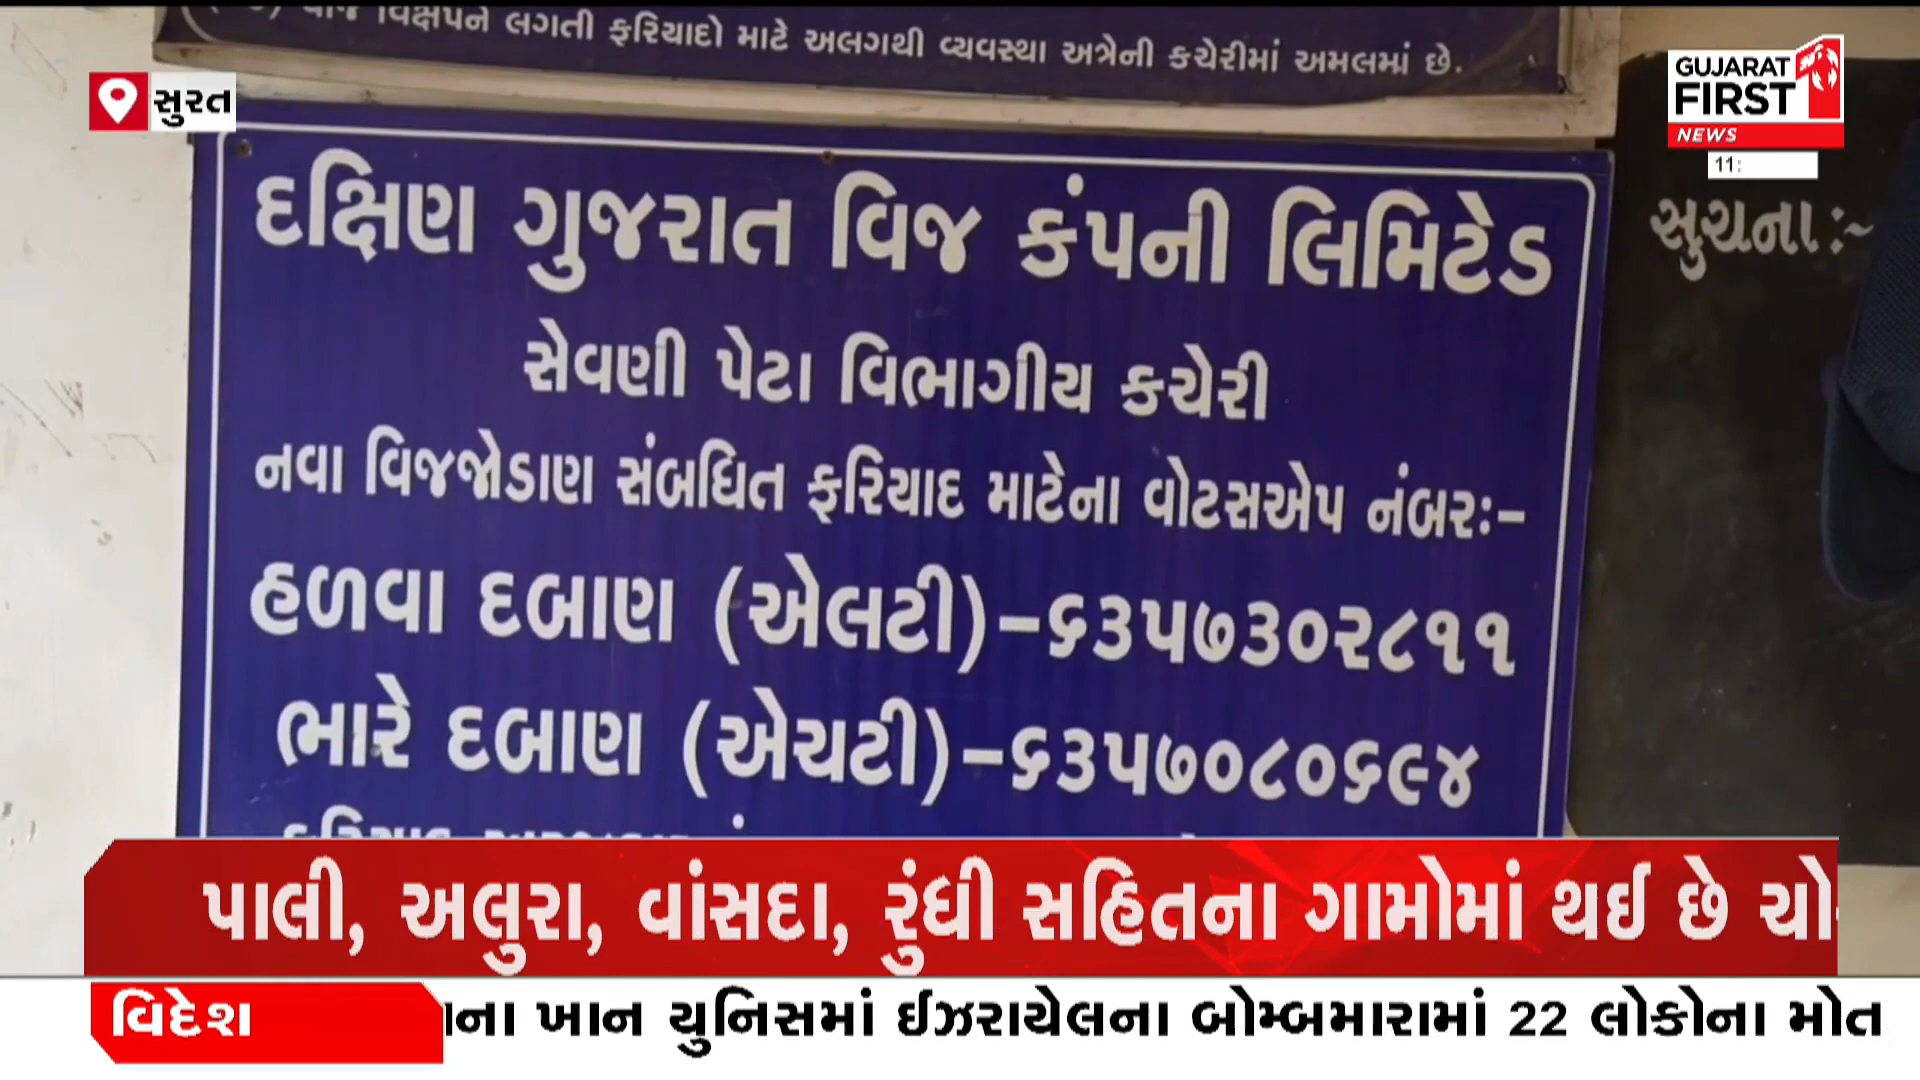 વિક્ષેપને લગતી ફરિયાદો માટે અલગથી વ્યવસ્થા અત્રેની કચેરીમાં અમલમાં છે.
સુરત
GUJARAT
FIRST
NEWS
11:
દક્ષિણ ગુજરાત વિજ કંપની લિમિટેડ
સેવણી પેટા વિભાગીય કચેરી
નવા વિજજોડાણ સંબધિત ફરિયાદ માટેના વોટસએપ નંબરઃ-
હળવા દબાણ (એલટી)-૬૩૫૭૩૦૨૮૧૧
ભારે દબાણ (એચટી)-૬૩૫૭૦૮૦૬૯૪
સુચના :~
પાલી, અલુરા, વાંસદા, રુંધી સહિતના ગામોમાં થઈ છે
વિદેશ
ખાન યુનિસમાં ઈઝરાયેલના બોમ્બમારામાં 22 લોકોના મોત